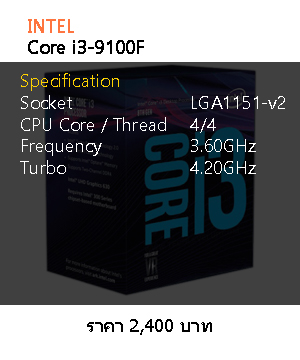 INTEL
Core i3-9100F
Specification
Socket LGA1151-v2
CPU Core / Thread 4/4
Frequency 3.60GHz
Turbo 4.20GHz
CORE i3
ราคา 2,400 บาท